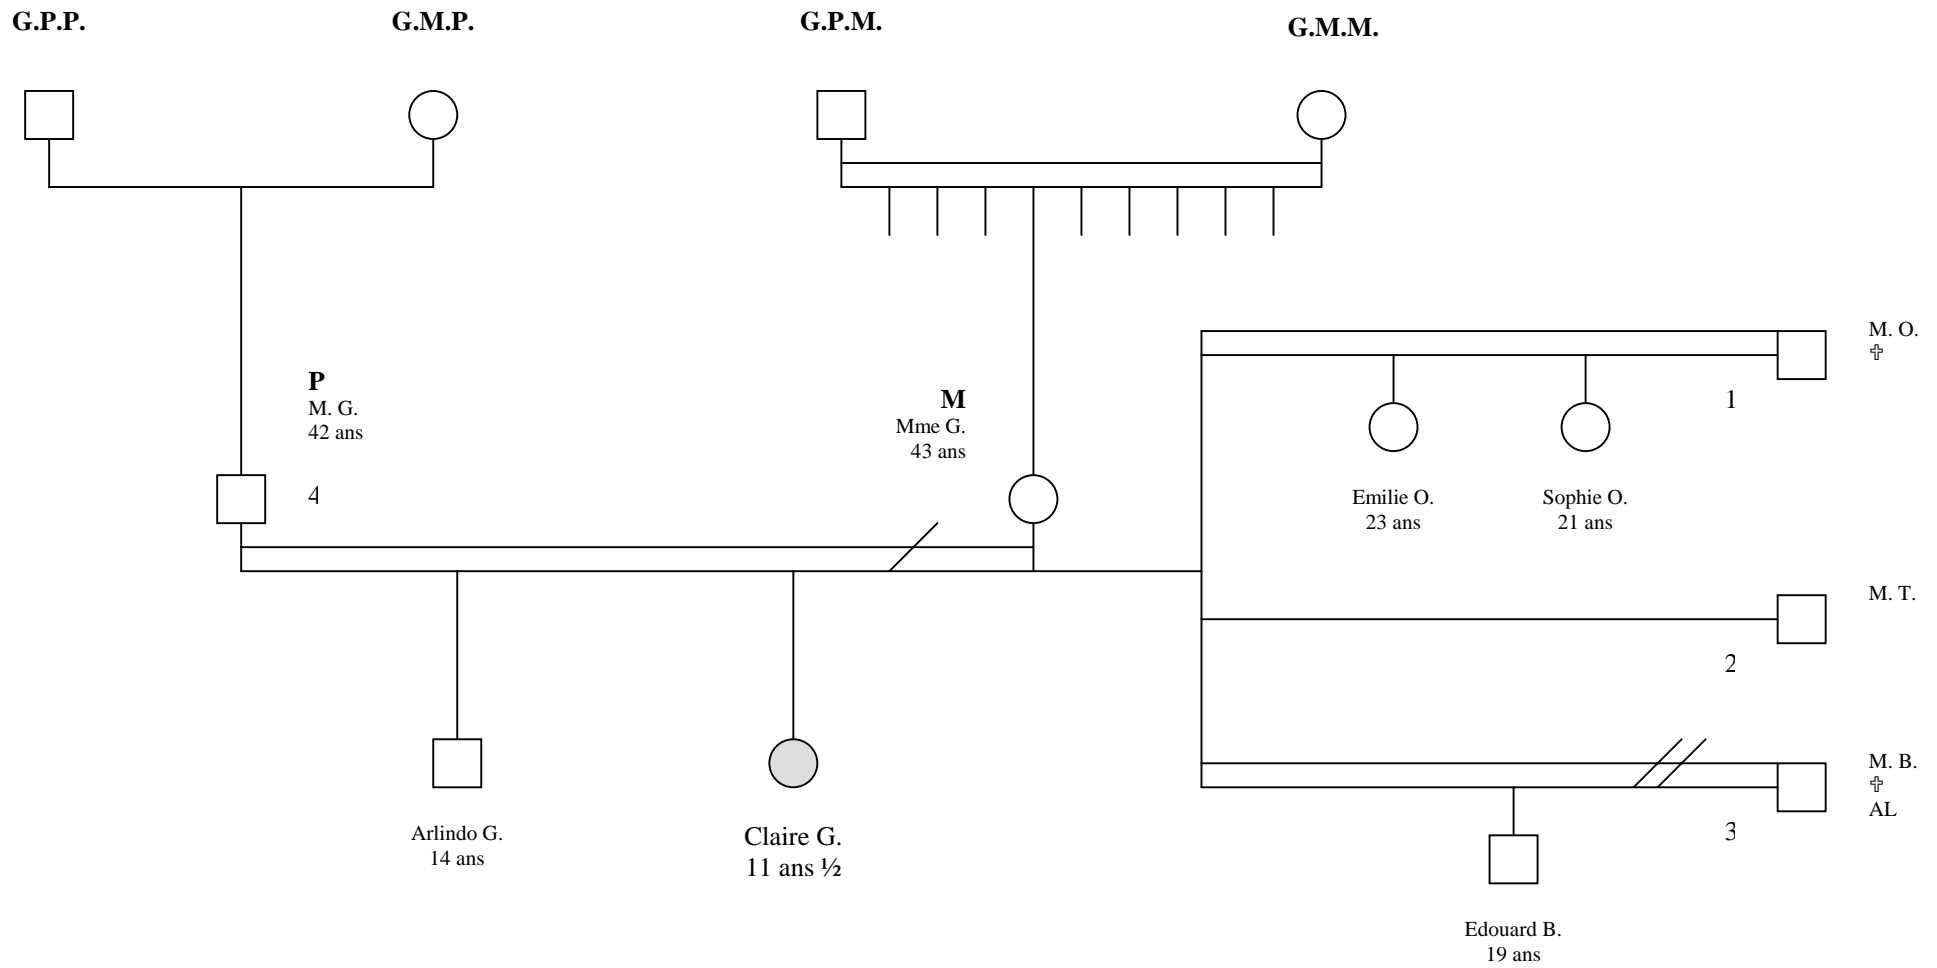 G.P.P.
G.M.P.
G.P.M.
G.M.M.
M. O.
✞
1
P
M. G.
42 ans
4
M
Mme G.
43 ans
Emilie O.
23 ans
Sophie O.
21 ans
M. T.
2
M. B.
✞
AL
3
Arlindo G.
14 ans
Claire G.
11 ans ½
Edouard B.
19 ans